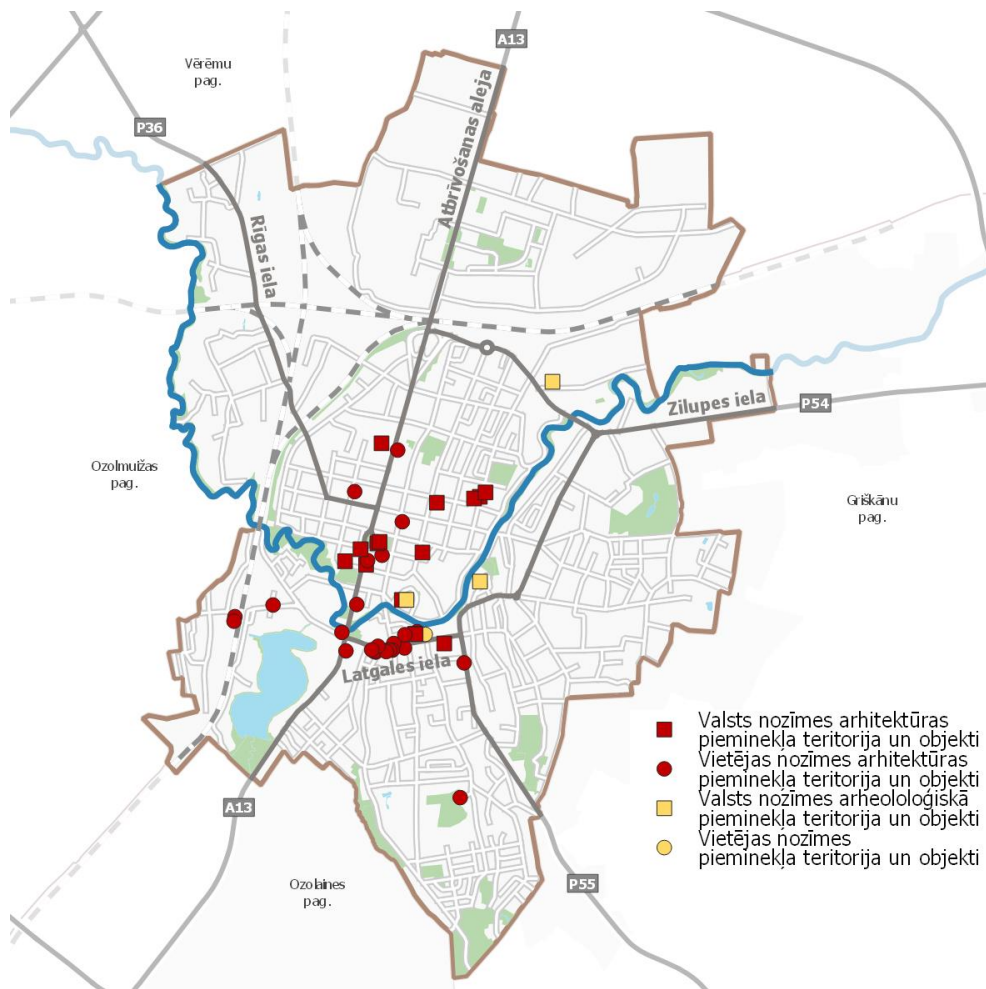 A13
Vērēmu
pag.
P36
Atbrīvošanas aleja
Rīgas iela
Zilupes iela
P54
Ozolmuižas
pag.
Griškānu
pag.
Latgales iela
Valsts nozīmes arhitektūras
pieminekļa teritorija un objekti
Vietējas nozīmes arhitektūras
pieminekļa teritorija un objekti
Valsts nozīmes arheololoģiskā
pieminekļa teritorija un objekti
Vietējas nozīmes
pieminekļa teritorija un objekti
A13
Ozolaines
pag.
P55